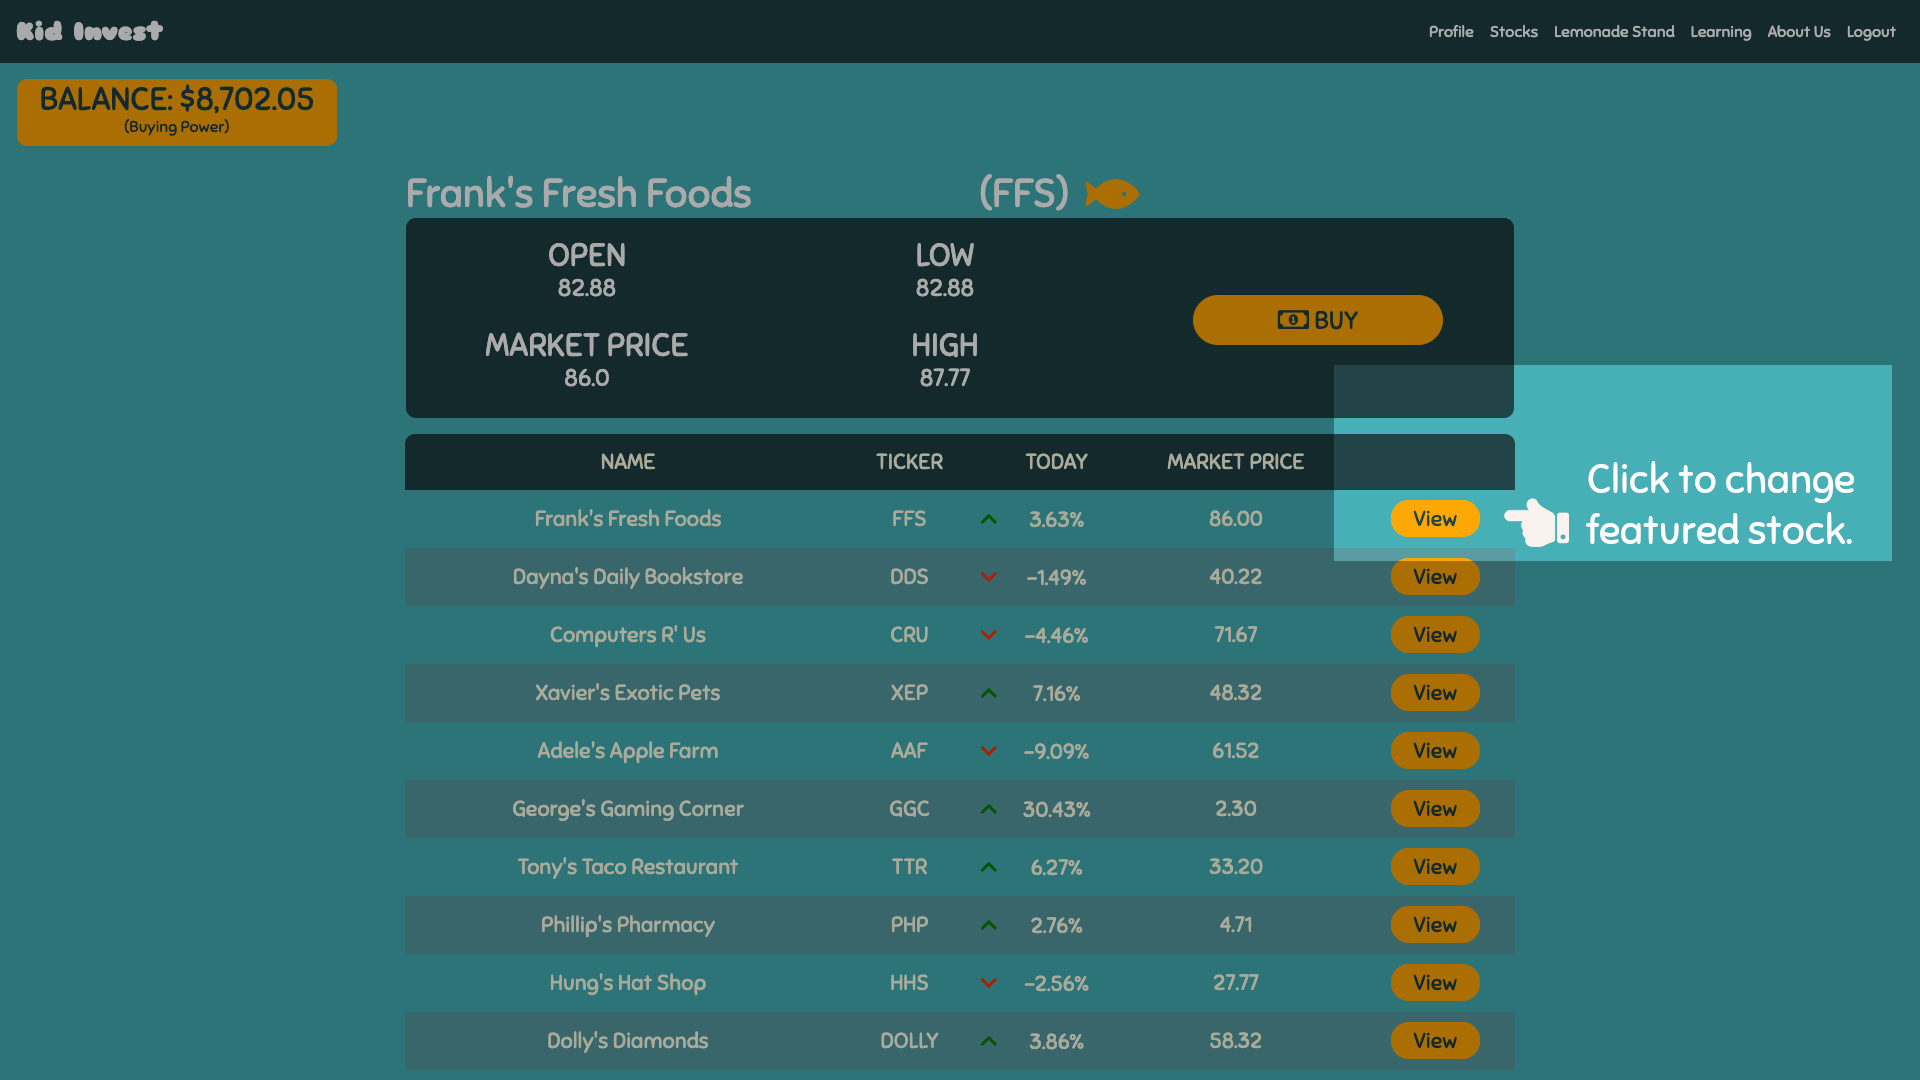 Kid Invest
Profile Stocks Lemonade Stand Learning About Us Logout
BALANCE: $8,702.05
(Buying Power)
Frank's Fresh Foods (FFS)
OPEN LOW
82.88 82.88
BUY
MARKET PRICE HIGH
86.0 87.77
NAME TICKER TODAY MARKET PRICE
Click to change
featured stock.
Frank's Fresh Foods FFS 3.63% 86.00 View
Dayna's Daily Bookstore DDS -1.49% 40.22 View
Computers R' Us CRU -4.46% 71.67 View
Xavier's Exotic Pets XEP 7.16% 48.32 View
Adele's Apple Farm AAF -9.09% 61.52 View
George's Gaming Corner GGC 30.43% 2.30 View
Tony's Taco Restaurant TTR 6.27% 33.20 View
Phillip's Pharmacy PHP 2.76% 4.71 View
Hung's Hat Shop HHS -2.56% 27.77 View
Dolly's Diamonds DOLLY 3.86% 58.32 View